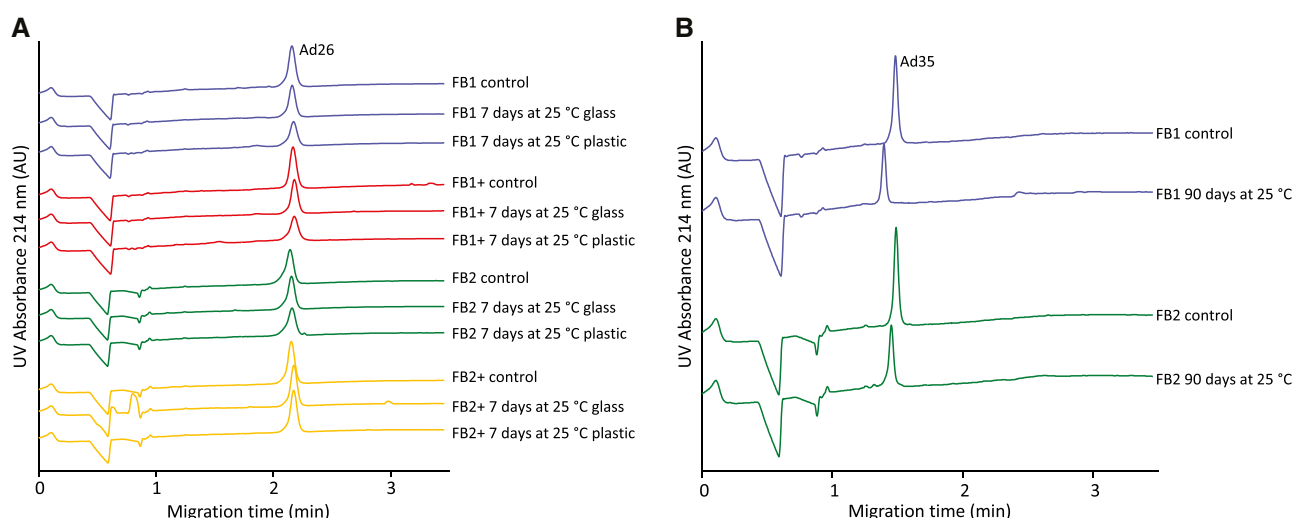 A
Ad26
FB1 control
FB1 7 days at 25 °C glass
FB1 7 days at 25 °C plastic
FB1+ control
FB1+ 7 days at 25 °C glass
FB1+ 7 days at 25 °C plastic
FB2 control
FB2 7 days at 25 °C glass
FB2 7 days at 25 °C plastic
FB2+ control
FB2+ 7 days at 25 °C glass
FB2+ 7 days at 25 °C plastic
UV Absorbance 214 nm (AU)
0 1 2 3
Migration time (min)
B
Ad35
FB1 control
FB1 90 days at 25 °C
FB2 control
FB2 90 days at 25 °C
UV Absorbance 214 nm (AU)
0 1 2 3
Migration time (min)